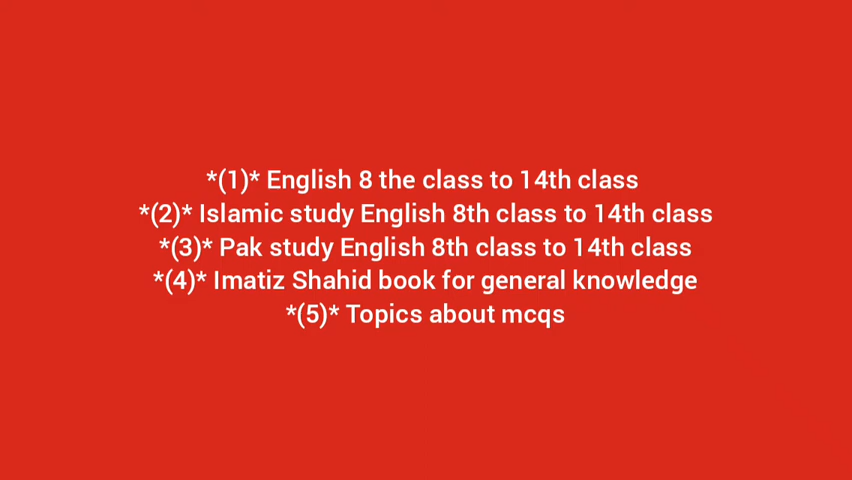 *(1)* English 8 the class to 14th class
*(2)* Islamic study English 8th class to 14th class
*(3)* Pak study English 8th class to 14th class
*(4)* Imatiz Shahid book for general knowledge
*(5)* Topics about mcqs